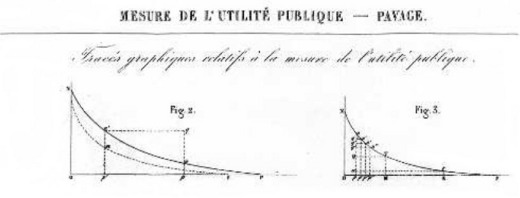 MESURE DE L'UTILITÉ PUBLIQUE — PAVAGE.
Tracés graphiques relatifs à la mesure de l'utilité publique.
Fig. 2. Fig. 3.